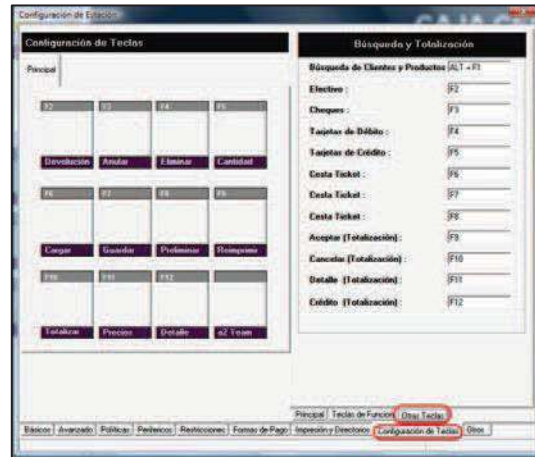 Configuración de Estación
Configuración de Teclas
Principal
F2 F3 F4 F5
Devolución Anular Eliminar Cantidad
F6 F7 F8 F9
Cargar Guardar Preliminar Reimprimir
F10 F11 F12
Totalizar Precios Detalle a2 Team
Búsqueda y Totalización
Búsqueda de Clientes y Productos ALT + F1
Efectivo : F2
Cheques : F3
Tarjetas de Débito : F4
Tarjetas de Crédito : F5
Cesta Ticket : F6
Cesta Ticket : F7
Cesta Ticket : F8
Aceptar (Totalización) : F9
Cancelar (Totalización) : F10
Detalle (Totalización) : F11
Crédito (Totalización) : F12
Principal Teclas de Función Otras Teclas
Básicos Avanzado Políticas Perifericos Restricciones Formas de Pago Impresión y Directorios Configuración de Teclas Otros